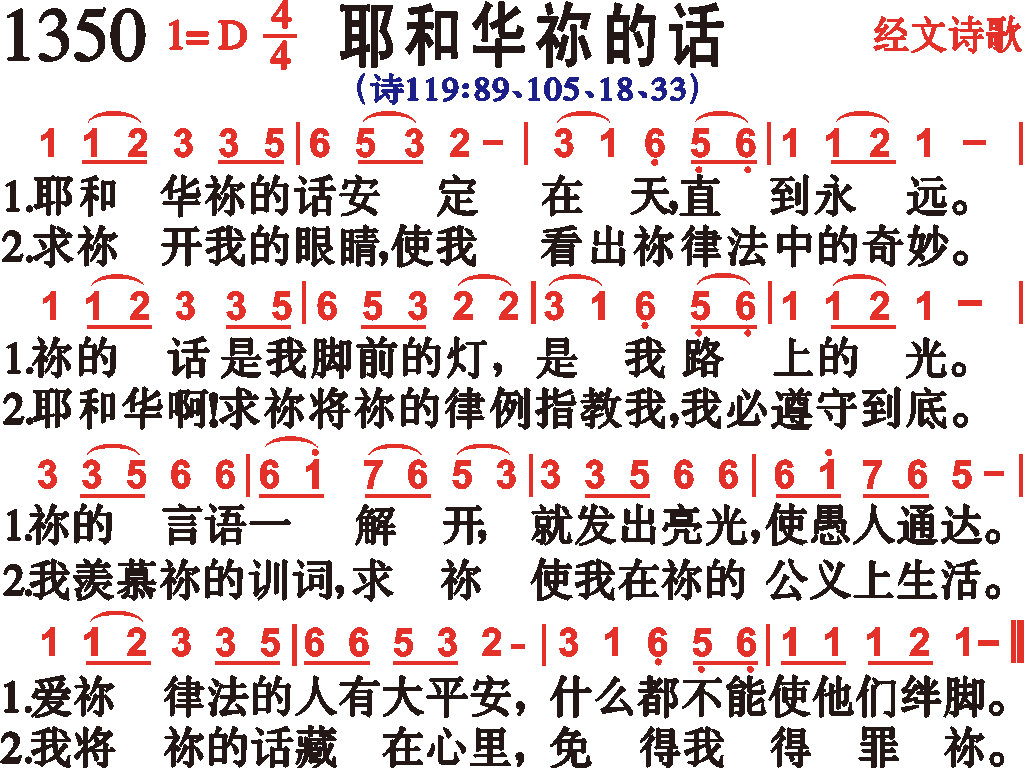 1350 1=D 4/4 耶和华祢的话 经文诗歌
(诗119:89、105、18、33)
1 1 2 3 3 5 | 6 5 3 2 – | 3 1 6̣ 5̣ 6̣ | 1 1 2 1 – |
1.耶和 华祢的话安 定 在 天,直 到永 远。
2.求祢 开我的眼睛,使我 看出祢律法中的奇妙。
1 1 2 3 3 5 | 6 5 3 2 2 | 3 1 6̣ 5̣ 6̣ | 1 1 2 1 – |
1.祢的 话是我脚前的灯，是 我路 上的 光。
2.耶和华啊!求祢将祢的律例指教我,我必遵守到底。
3 3 5 6 6 | 6 1̇ 7 6 5 3 | 3 3 5 6 6 | 6 1̇ 7 6 5 – |
1.祢的 言语一 解 开, 就发出亮光,使愚人通达。
2.我羡慕祢的训词,求 祢 使我在祢的 公义上生活。
1 1 2 3 3 5 | 6 6 5 3 2 - | 3 1 6̣ 5̣ 6̣ | 1 1 1 2 1 –
1.爱祢 律法的人有大平安，什么都不能使他们绊脚。
2.我将 祢的话藏 在心里，免 得我 得 罪 祢。